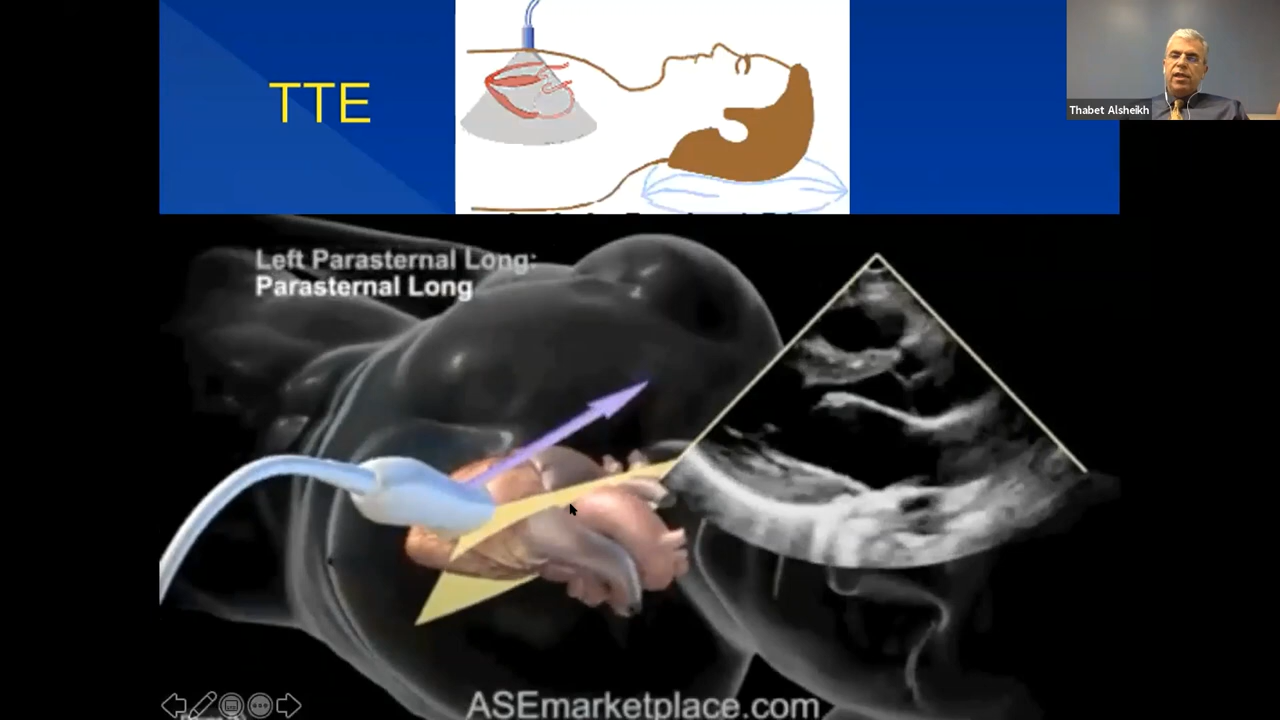 TTE
Thabet Alsheikh
Left Parasternal Long:
Parasternal Long
ASEmarketplace.com